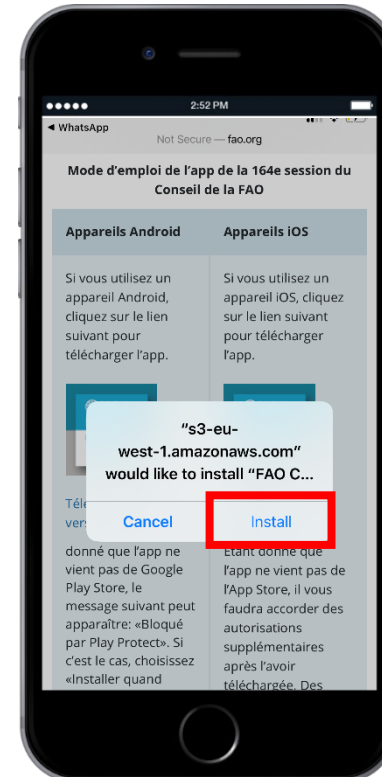 2:52 PM
WhatsApp
Not Secure — fao.org
Mode d'emploi de l'app de la 164e session du
Conseil de la FAO
Appareils Android
Appareils iOS
Si vous utilisez un
appareil Android,
cliquez sur le lien
suivant pour
télécharger l'app.
Si vous utilisez un
appareil iOS, cliquez
sur le lien suivant
pour télécharger
l'app.
"s3-eu-
west-1.amazonaws.com"
would like to install "FAO C...
Cancel
Install
donné que l'app ne
vient pas de Google
Play Store, le
message suivant peut
apparaître: «Bloqué
par Play Protect». Si
c'est le cas, choisissez
«Installer quand
Étant donné que
l'app ne vient pas de
l'App Store, il vous
faudra accorder des
autorisations
supplémentaires
après l'avoir
téléchargée. Des